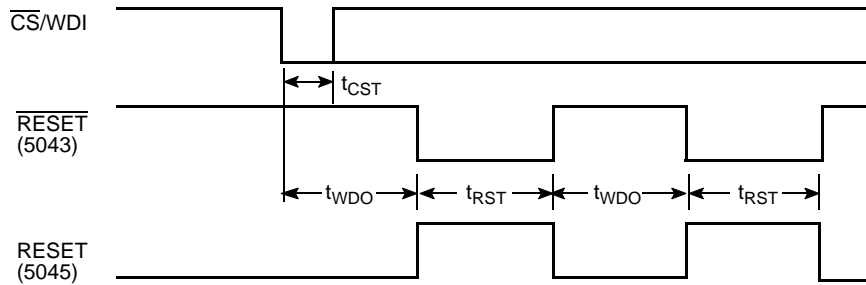 CS/WDI
tCST
RESET
(5043)
tWDO tRST tWDO tRST
RESET
(5045)